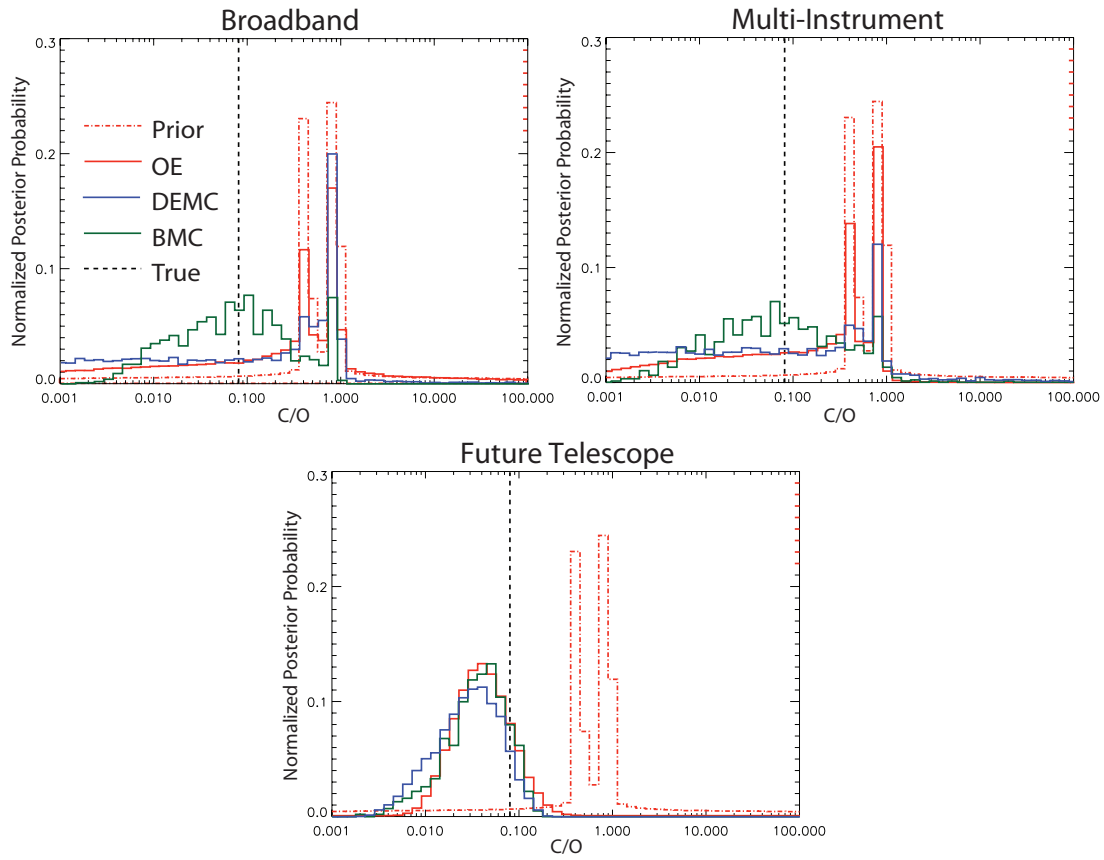 Broadband
Normalized Posterior Probability
0.3
0.2
0.1
0.0
Prior
OE
DEMC
BMC
True
0.001 0.010 0.100 1.000 10.000 100.000
C/O
Multi-Instrument
Normalized Posterior Probability
0.3
0.2
0.1
0.0
0.001 0.010 0.100 1.000 10.000 100.000
C/O
Future Telescope
Normalized Posterior Probability
0.3
0.2
0.1
0.0
0.001 0.010 0.100 1.000 10.000 100.000
C/O